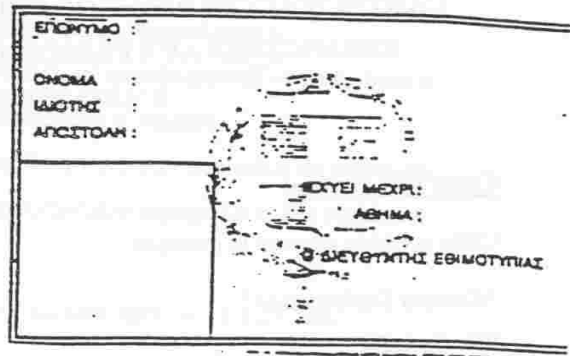 ΕΠΩΝΥΜΟ :
ΟΝΟΜΑ :
ΙΔΙΟΤΗΣ :
ΑΠΟΣΤΟΛΗ :
ΙΣΧΥΕΙ ΜΕΧΡΙ :
ΑΘΗΝΑ :
Ο ΔΙΕΥΘΥΝΤΗΣ ΕΘΙΜΟΤΥΠΙΑΣ